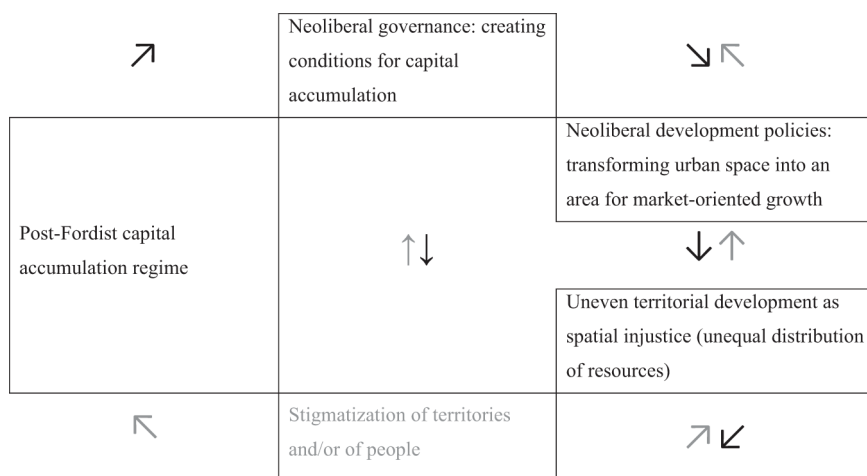 Neoliberal governance: creating
conditions for capital
accumulation
Neoliberal development policies:
transforming urban space into an
area for market-oriented growth
Post-Fordist capital
accumulation regime
Uneven territorial development as
spatial injustice (unequal distribution
of resources)
Stigmatization of territories
and/or of people